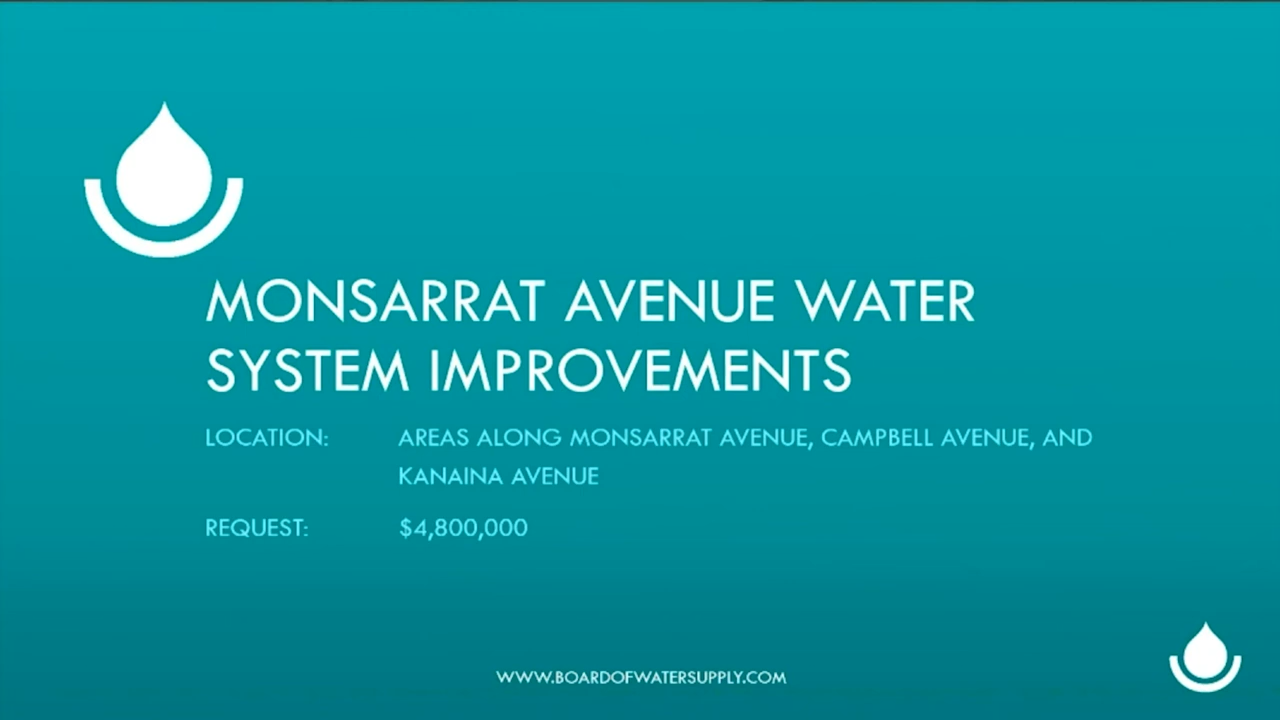 MONSARRAT AVENUE WATER
SYSTEM IMPROVEMENTS
LOCATION: AREAS ALONG MONSARRAT AVENUE, CAMPBELL AVENUE, AND
KANAINA AVENUE
REQUEST: $4,800,000
WWW.BOARDOFWATERSUPPLY.COM